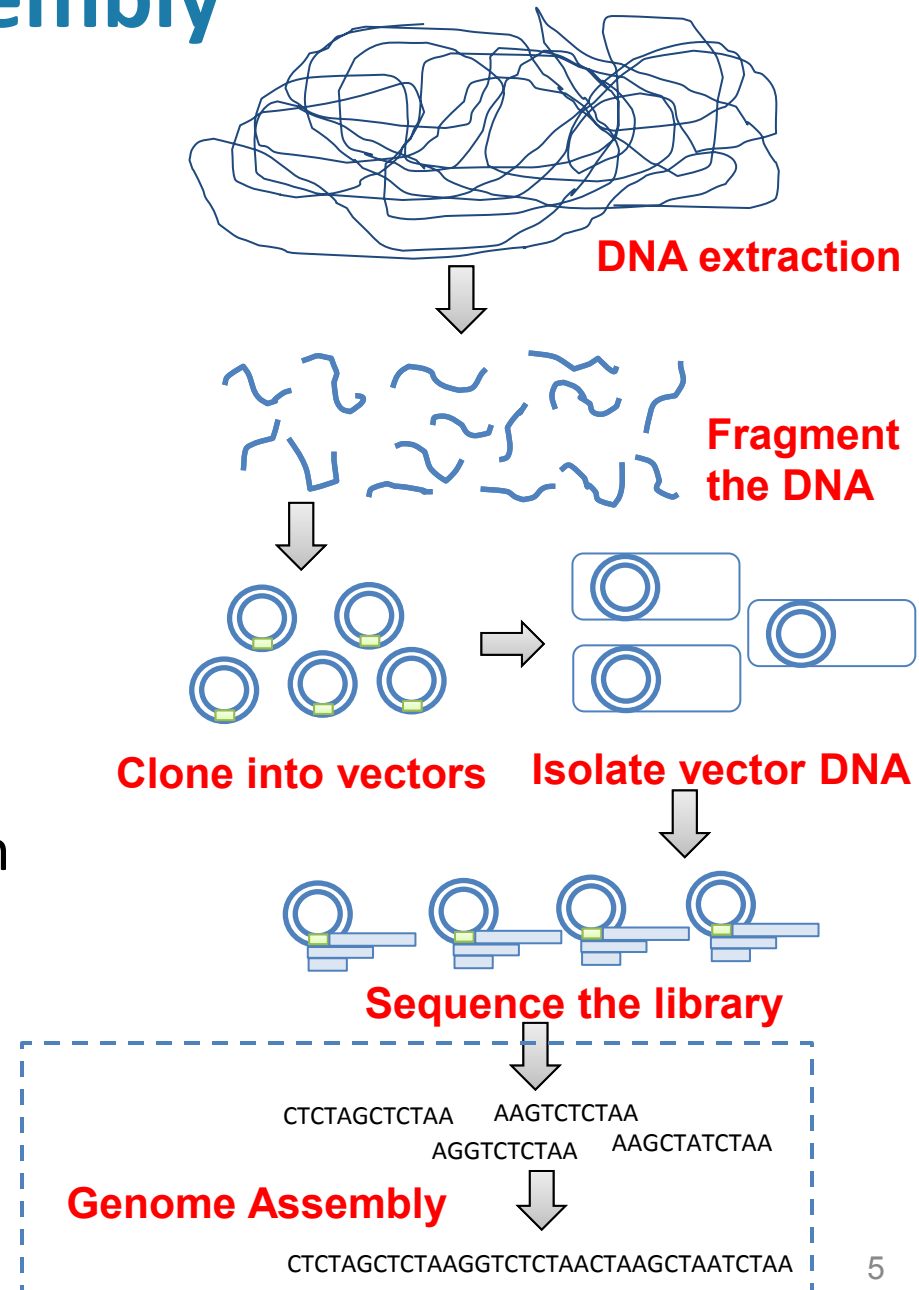 embly
DNA extraction
Fragment
the DNA
Clone into vectors
Isolate vector DNA
n
Sequence the library
CTCTAGCTCTAA
AAGTCTCTAA
AGGTCTCTAA
AAGCTATCTAA
Genome Assembly
CTCTAGCTCTAAGGTCTCTAACTAAGCTAATCTAA
5